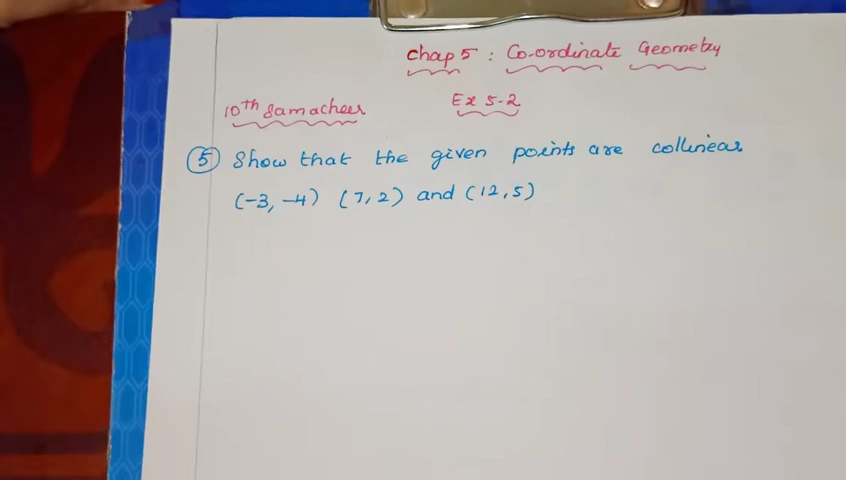 Chap 5 : Co-ordinate Geometry
10th Samacheer Ex 5-2
5 Show that the given points are collinear
(-3, -4) (7, 2) and (12, 5)